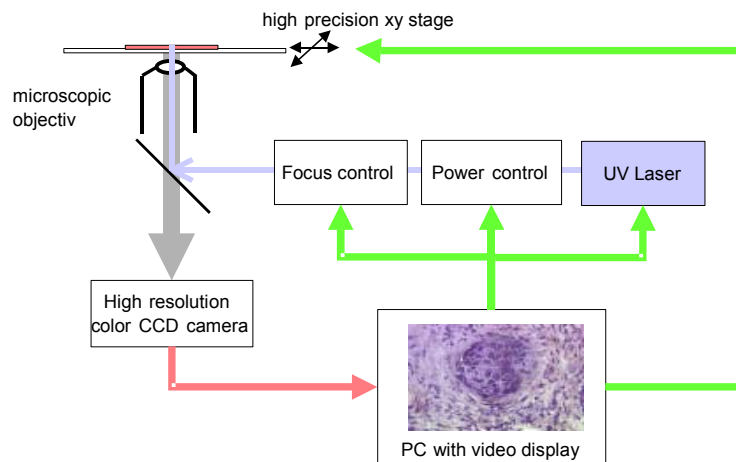 high precision xy stage
microscopic
objectiv
Focus control
Power control
UV Laser
High resolution
color CCD camera
PC with video display